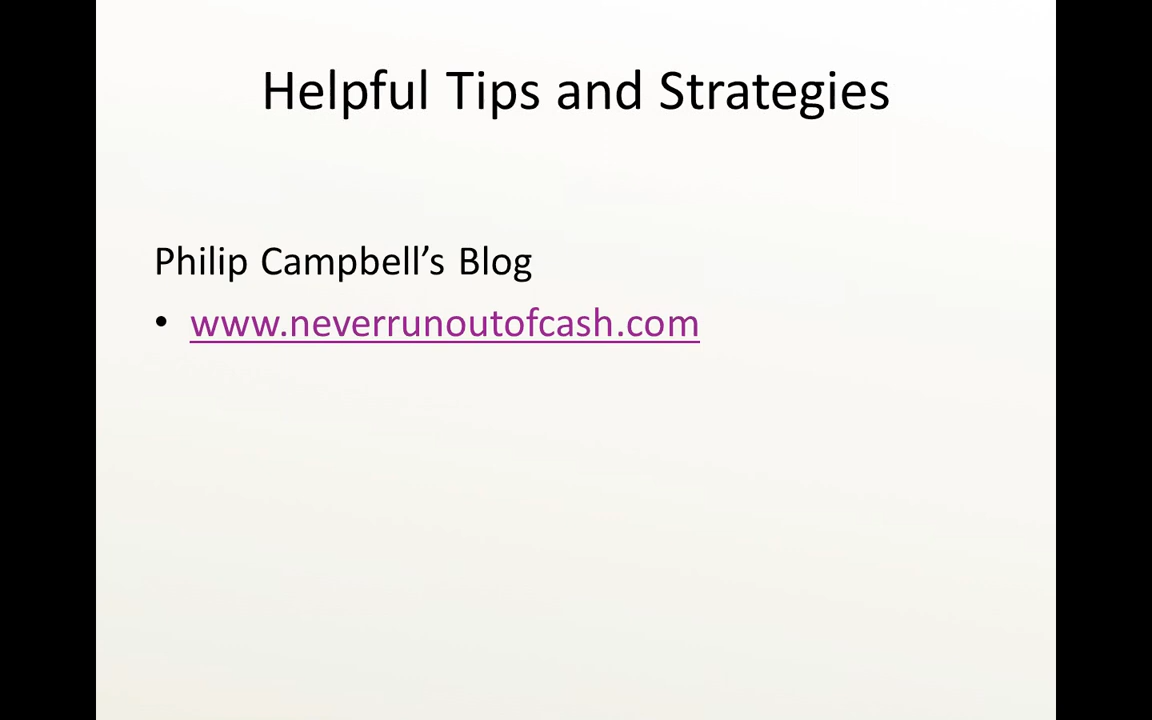 Helpful Tips and Strategies
Philip Campbell’s Blog
• www.neverrunoutofcash.com